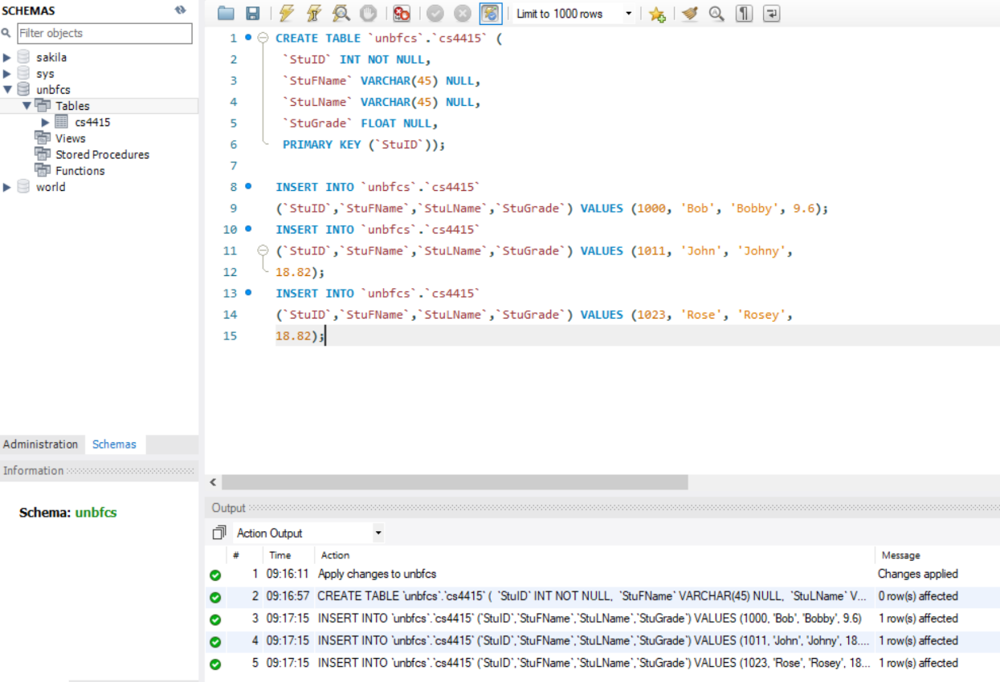 SCHEMAS
Filter objects
sakila
sys
unbfcs
Tables
cs4415
Views
Stored Procedures
Functions
world
Administration Schemas
Information
Schema: unbfcs
Limit to 1000 rows
1 CREATE TABLE `unbfcs`.`cs4415` (
2 `StuID` INT NOT NULL,
3 `StuFName` VARCHAR(45) NULL,
4 `StuLName` VARCHAR(45) NULL,
5 `StuGrade` FLOAT NULL,
6 PRIMARY KEY (`StuID`));
7
8 INSERT INTO `unbfcs`.`cs4415`
9 (`StuID`,`StuFName`,`StuLName`,`StuGrade`) VALUES (1000, 'Bob', 'Bobby', 9.6);
10 INSERT INTO `unbfcs`.`cs4415`
11 (`StuID`,`StuFName`,`StuLName`,`StuGrade`) VALUES (1011, 'John', 'Johny',
12 18.82);
13 INSERT INTO `unbfcs`.`cs4415`
14 (`StuID`,`StuFName`,`StuLName`,`StuGrade`) VALUES (1023, 'Rose', 'Rosey',
15 18.82);
Output
Action Output
# Time Action Message
1 09:16:11 Apply changes to unbfcs Changes applied
2 09:16:57 CREATE TABLE `unbfcs`.`cs4415` ( `StuID` INT NOT NULL, `StuFName` VARCHAR(45) NULL, `StuLName` V... 0 row(s) affected
3 09:17:15 INSERT INTO `unbfcs`.`cs4415` (`StuID`,`StuFName`,`StuLName`,`StuGrade`) VALUES (1000, 'Bob', 'Bobby', 9.6) 1 row(s) affected
4 09:17:15 INSERT INTO `unbfcs`.`cs4415` (`StuID`,`StuFName`,`StuLName`,`StuGrade`) VALUES (1011, 'John', 'Johny', 18.... 1 row(s) affected
5 09:17:15 INSERT INTO `unbfcs`.`cs4415` (`StuID`,`StuFName`,`StuLName`,`StuGrade`) VALUES (1023, 'Rose', 'Rosey', 18... 1 row(s) affected